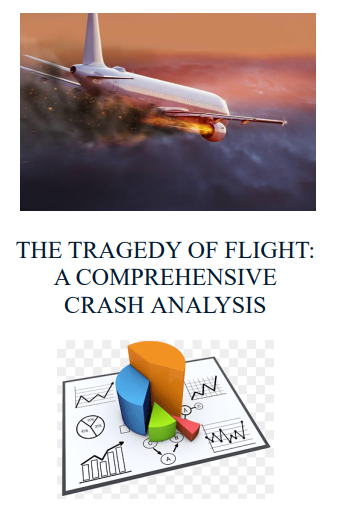 THE TRAGEDY OF FLIGHT:
A COMPREHENSIVE
CRASH ANALYSIS